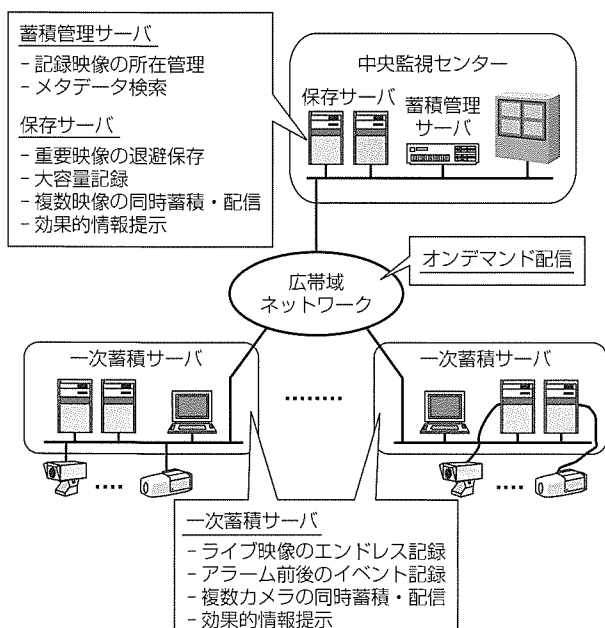 蓄積管理サーバ
- 記録映像の所在管理
- メタデータ検索
保存サーバ
- 重要映像の退避保存
- 大容量記録
- 複数映像の同時蓄積・配信
- 効果的情報提示
中央監視センター
保存サーバ
蓄積管理
サーバ
オンデマンド配信
広帯域
ネットワーク
一次蓄積サーバ
一次蓄積サーバ
一次蓄積サーバ
- ライブ映像のエンドレス記録
- アラーム前後のイベント記録
- 複数カメラの同時蓄積・配信
- 効果的情報提示